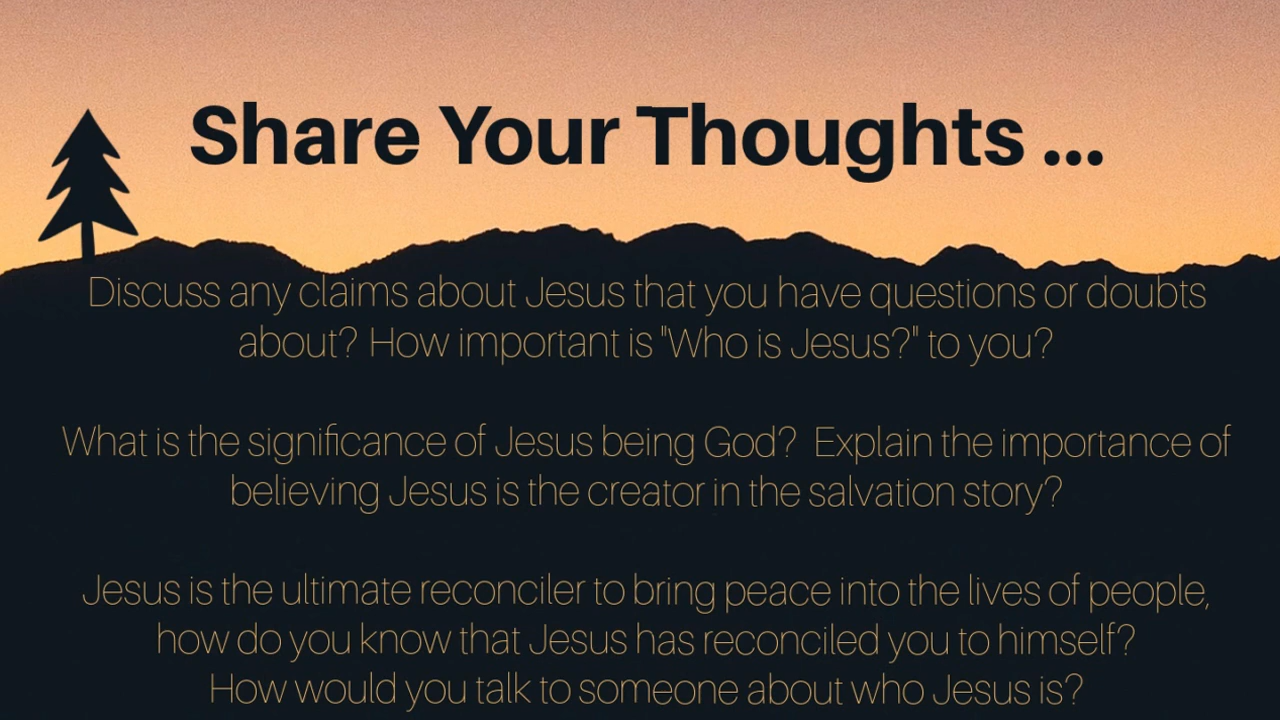 Share Your Thoughts ...
Discuss any claims about Jesus that you have questions or doubts
about? How important is "Who is Jesus?" to you?
What is the significance of Jesus being God?  Explain the importance of
believing Jesus is the creator in the salvation story?
Jesus is the ultimate reconciler to bring peace into the lives of people,
how do you know that Jesus has reconciled you to himself?
How would you talk to someone about who Jesus is?